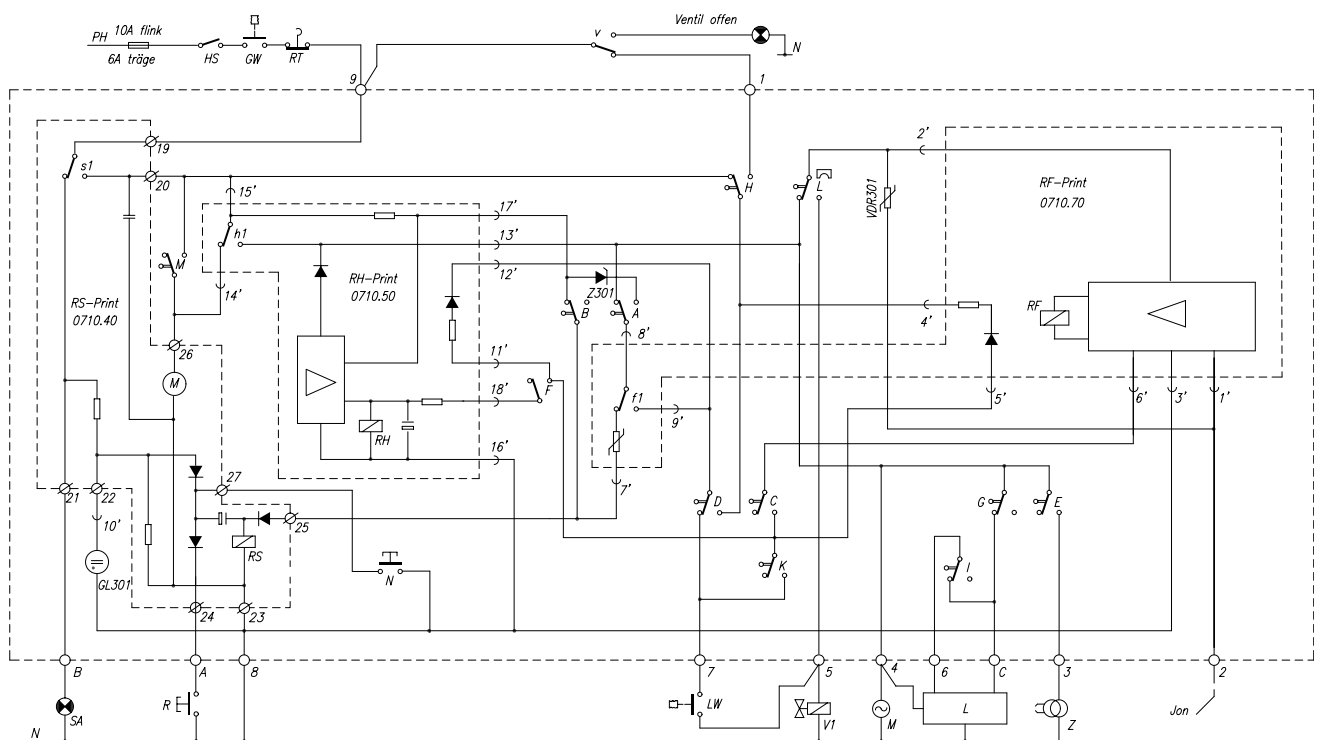 PH
10A flink
6A träge
HS
GW
RT
v
Ventil offen
N
9
1
19
s1
20
15'
17'
H
L
2'
VDR301
RF-Print
0710.70
h1
13'
12'
M
14'
RS-Print
0710.40
RH-Print
0710.50
Z301
B
A
8'
4'
RF
26
M
11'
18'
F
f1
9'
5'
6'
3'
1'
RH
16'
7'
21
22
27
10'
25
D
C
G
E
RS
N
K
I
GL301
24
23
B
A
8
7
5
4
6
C
3
2
SA
R
LW
V1
M
L
Z
Jon
N